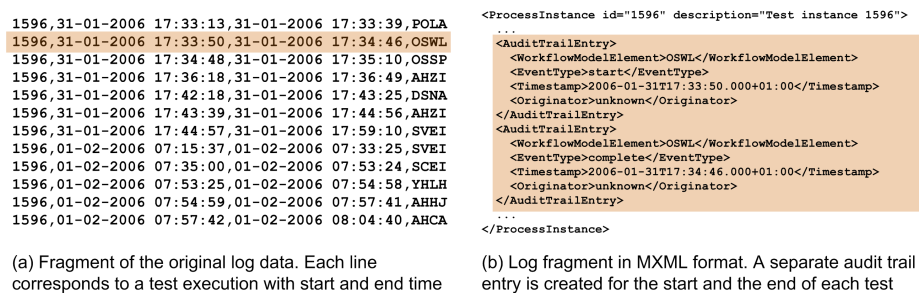 1596,31-01-2006 17:33:13,31-01-2006 17:33:39,POLA
1596,31-01-2006 17:33:50,31-01-2006 17:34:46,OSWL
1596,31-01-2006 17:34:48,31-01-2006 17:35:10,OSSP
1596,31-01-2006 17:36:18,31-01-2006 17:36:49,AHZI
1596,31-01-2006 17:42:18,31-01-2006 17:43:25,DSNA
1596,31-01-2006 17:43:39,31-01-2006 17:44:56,AHZI
1596,31-01-2006 17:44:57,31-01-2006 17:59:10,SVEI
1596,01-02-2006 07:15:37,01-02-2006 07:33:25,SVEI
1596,01-02-2006 07:35:00,01-02-2006 07:53:24,SCEI
1596,01-02-2006 07:53:25,01-02-2006 07:54:58,YHLH
1596,01-02-2006 07:54:59,01-02-2006 07:57:41,AHHJ
1596,01-02-2006 07:57:42,01-02-2006 08:04:40,AHCA
(a) Fragment of the original log data. Each line
corresponds to a test execution with start and end time
<ProcessInstance id="1596" description="Test instance 1596">
...
<AuditTrailEntry>
<WorkflowModelElement>OSWL</WorkflowModelElement>
<EventType>start</EventType>
<Timestamp>2006-01-31T17:33:50.000+01:00</Timestamp>
<Originator>unknown</Originator>
</AuditTrailEntry>
<AuditTrailEntry>
<WorkflowModelElement>OSWL</WorkflowModelElement>
<EventType>complete</EventType>
<Timestamp>2006-01-31T17:34:46.000+01:00</Timestamp>
<Originator>unknown</Originator>
</AuditTrailEntry>
...
</ProcessInstance>
(b) Log fragment in MXML format. A separate audit trail
entry is created for the start and the end of each test